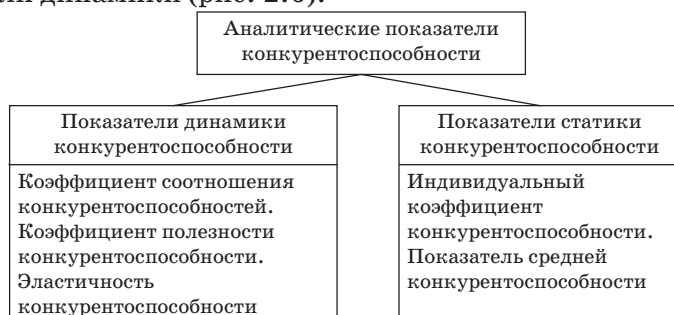 динамики (рис. 2.6).
Аналитические показатели
конкурентоспособности
Показатели динамики
конкурентоспособности
Коэффициент соотношения
конкурентоспособностей.
Коэффициент полезности
конкурентоспособности.
Эластичность
конкурентоспособности
Показатели статики
конкурентоспособности
Индивидуальный
коэффициент
конкурентоспособности.
Показатель средней
конкурентоспособности